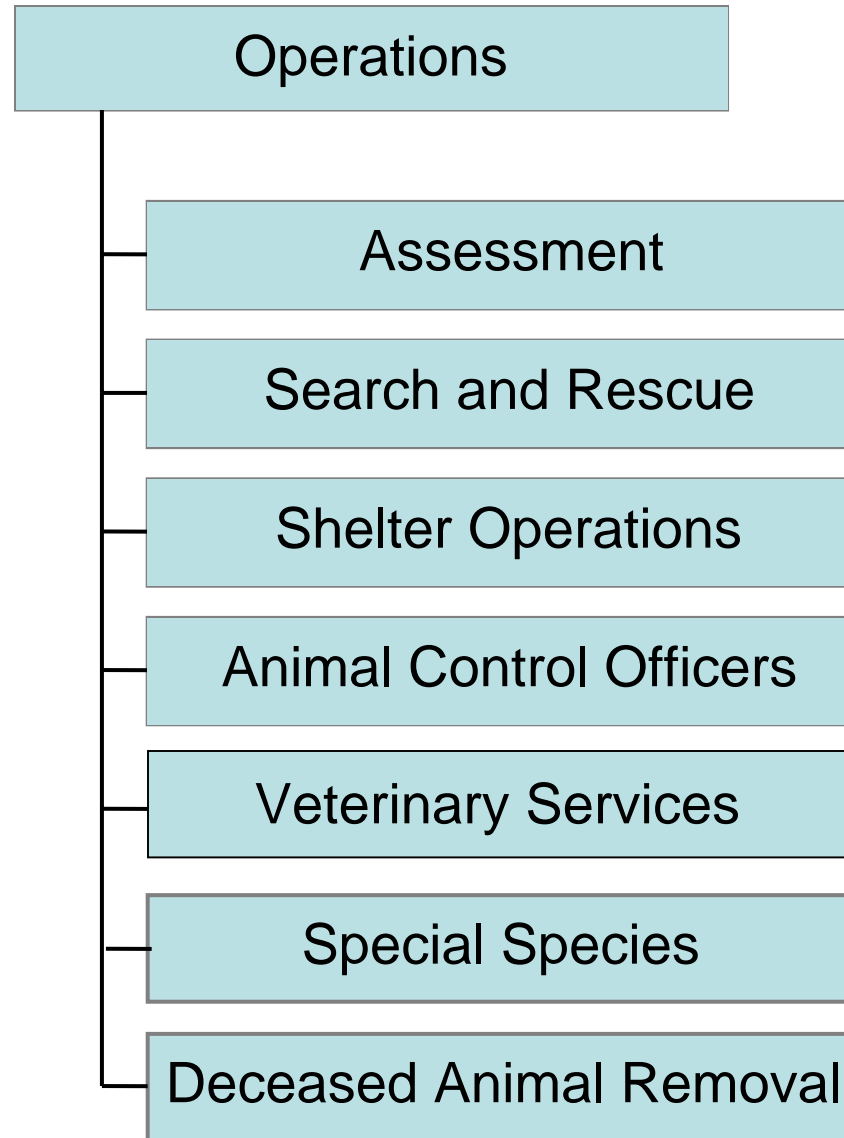 Operations
Assessment
Search and Rescue
Shelter Operations
Animal Control Officers
Veterinary Services
Special Species
Deceased Animal Removal